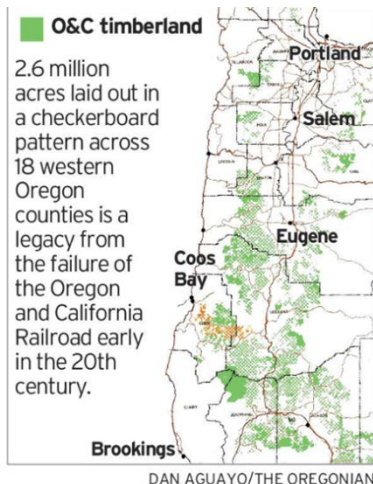 O&C timberland
2.6 million
acres laid out in
a checkerboard
pattern across
18 western
Oregon
counties is a
legacy from
the failure of
the Oregon
and California
Railroad early
in the 20th
century.
Portland
Salem
Eugene
Coos
Bay
Brookings
DAN AGUAYO/THE OREGONIAN